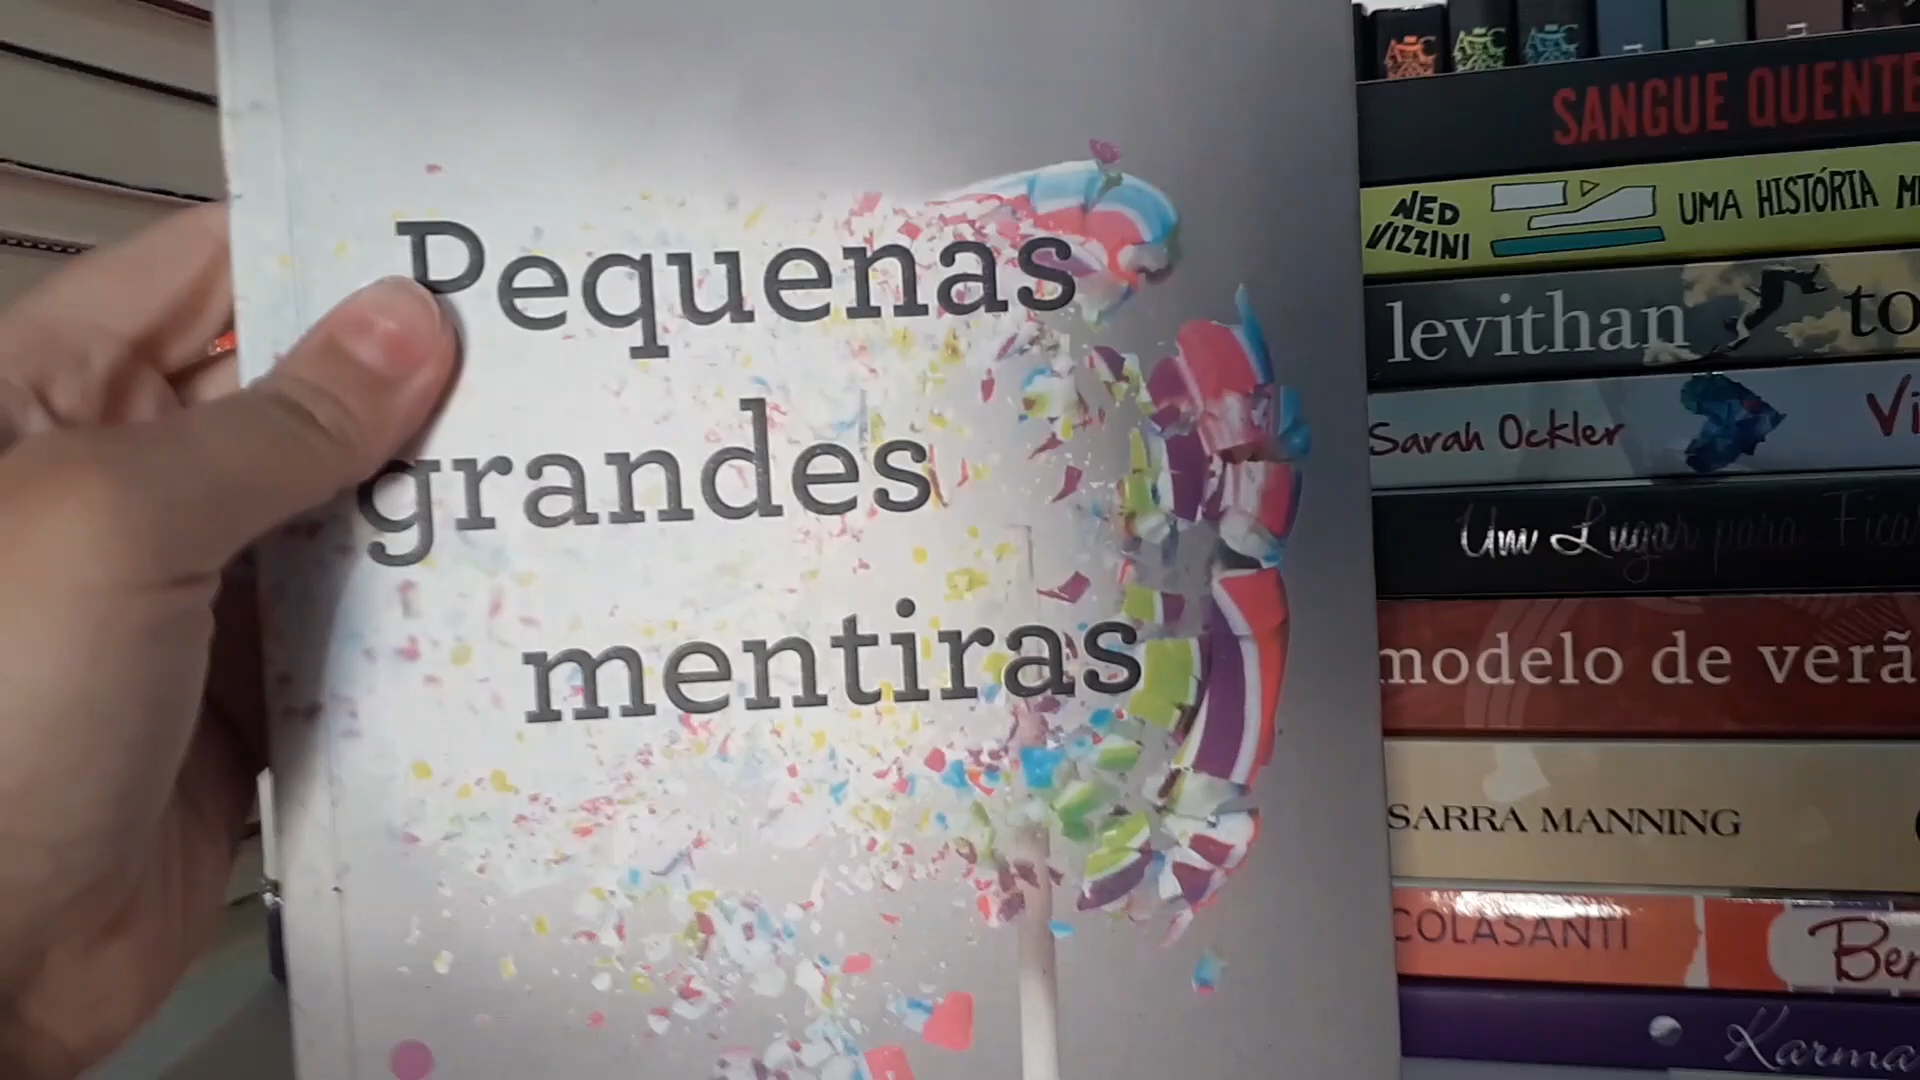 Pequenas
grandes
mentiras
SANGUE QUENTE
NED
VIZZINI
UMA HISTÓRIA
levithan
Sarah Ockler
Um Lugar para
modelo de
SARRA MANNING
COLASANTI
Karma